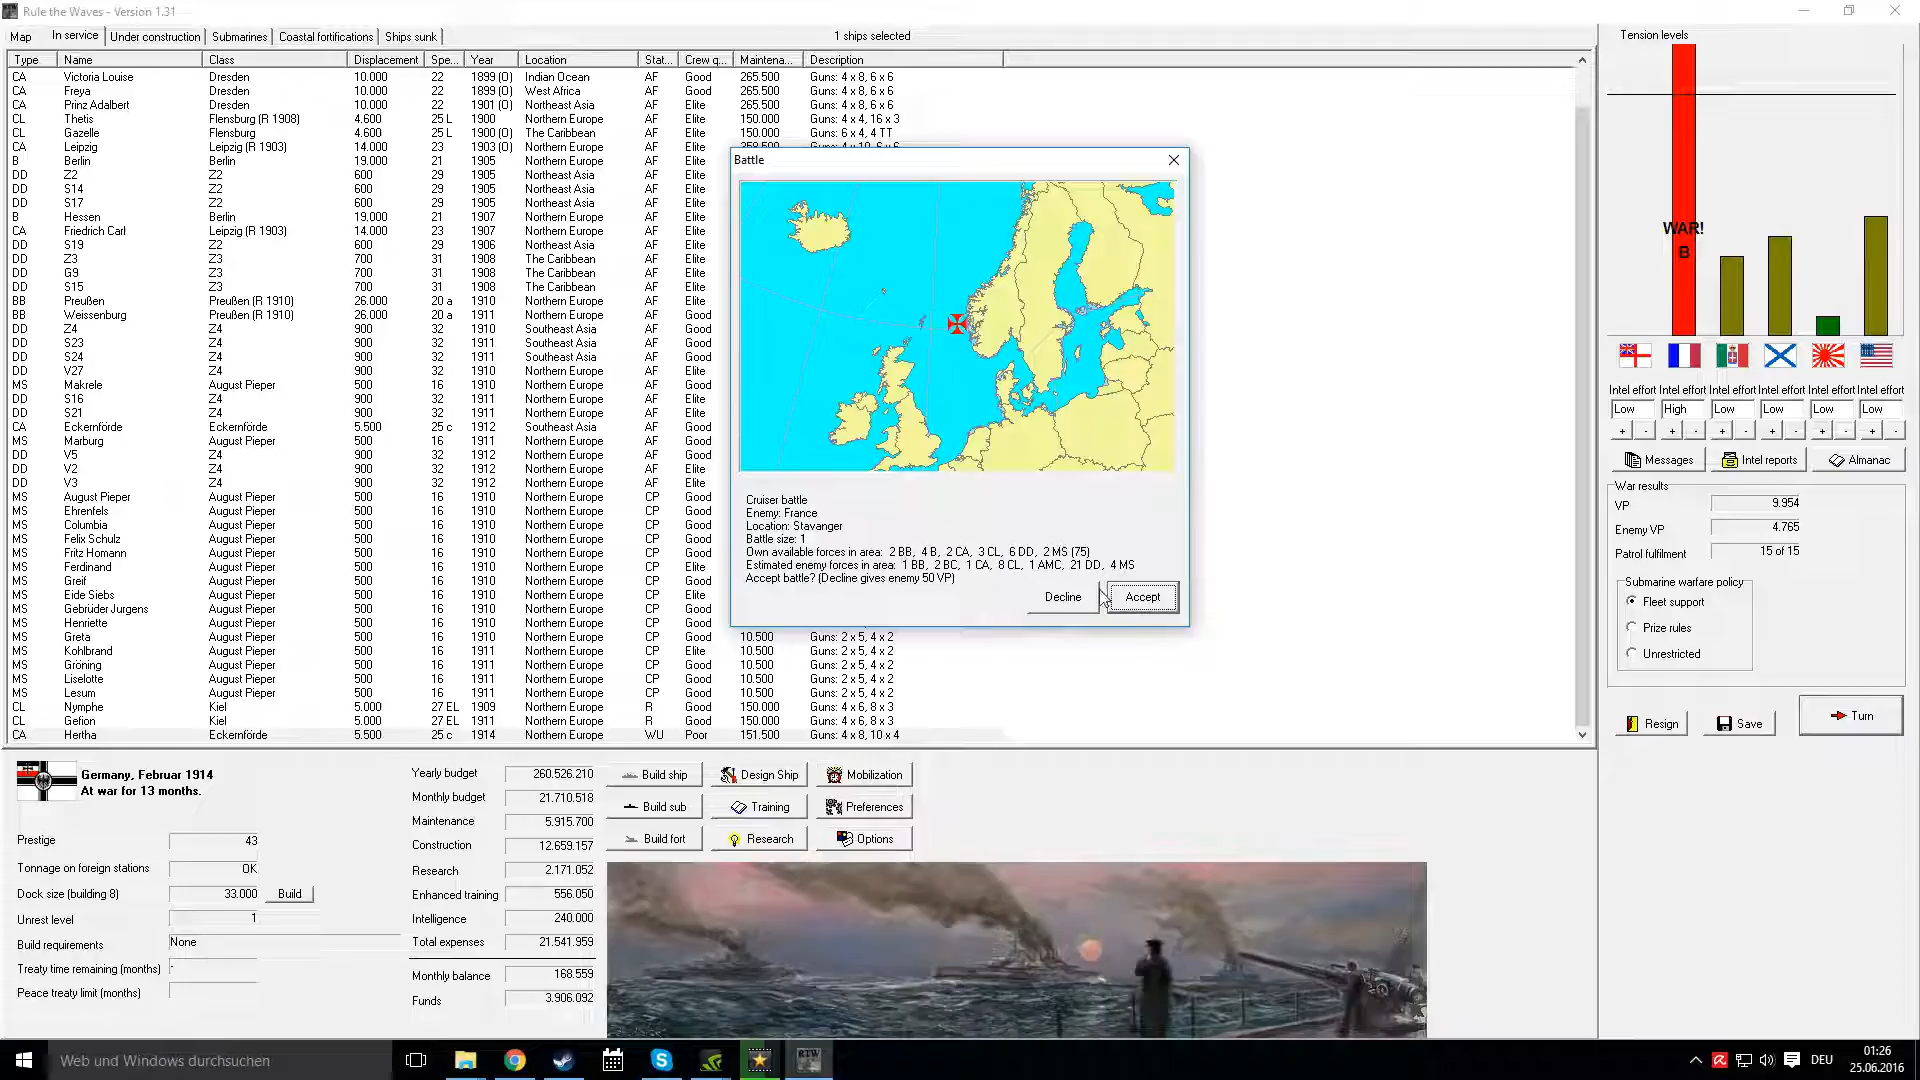 Rule the Waves - Version 1.31
Map In service Under construction Submarines Coastal fortifications Ships sunk 1 ships selected
Type Name Class Displacement Spe... Year Location Stat... Crew q... Maintena... Description
CA Victoria Louise Dresden 10.000 22 1899 (O) Indian Ocean AF Good 265.500 Guns: 4 x 8, 6 x 6
CA Freya Dresden 10.000 22 1899 (O) West Africa AF Good 265.500 Guns: 4 x 8, 6 x 6
CA Prinz Adalbert Dresden 10.000 22 1901 (O) Northeast Asia AF Elite 265.500 Guns: 4 x 8, 6 x 6
CL Thetis Flensburg (R 1908) 4.600 25 L 1900 Northern Europe AF Elite 150.000 Guns: 4 x 4, 16 x 3
CL Gazelle Flensburg 4.600 25 L 1900 (O) The Caribbean AF Elite 150.000 Guns: 6 x 4, 4 TT
CA Leipzig Leipzig (R 1903) 14.000 23 1903 (O) Northern Europe AF Elite
B Berlin Berlin 19.000 21 1905 Northern Europe AF Elite
DD Z2 Z2 600 29 1905 Northeast Asia AF Elite
DD S14 Z2 600 29 1905 Northeast Asia AF Elite
DD S17 Z2 600 29 1905 Northeast Asia AF Elite
B Hessen Berlin 19.000 21 1907 Northern Europe AF Elite
CA Friedrich Carl Leipzig (R 1903) 14.000 23 1907 Northern Europe AF Elite
DD S19 Z2 600 29 1906 Northeast Asia AF Elite
DD Z3 Z3 700 31 1908 The Caribbean AF Elite
DD G9 Z3 700 31 1908 The Caribbean AF Elite
DD S15 Z3 700 31 1908 The Caribbean AF Elite
BB Preußen Preußen (R 1910) 26.000 20 a 1910 Northern Europe AF Elite
BB Weissenburg Preußen (R 1910) 26.000 20 a 1911 Northern Europe AF Elite
DD Z4 Z4 900 32 1910 Southeast Asia AF Elite
DD S23 Z4 900 32 1911 Southeast Asia AF Elite
DD S24 Z4 900 32 1911 Southeast Asia AF Elite
DD V27 Z4 900 32 1910 Northern Europe AF Elite
MS Makrele August Pieper 500 16 1910 Northern Europe AF Good
DD S16 Z4 900 32 1911 Northern Europe AF Elite
DD S21 Z4 900 32 1911 Northern Europe AF Elite
CA Eckernförde Eckernförde 5.500 25 c 1912 Southeast Asia AF Elite
MS Marburg August Pieper 500 16 1911 Northern Europe AF Good
DD V5 Z4 900 32 1912 Northern Europe AF Good
DD V2 Z4 900 32 1912 Northern Europe AF Elite
DD V3 Z4 900 32 1912 Northern Europe AF Elite
MS August Pieper August Pieper 500 16 1910 Northern Europe CP Good
MS Ehrenfels August Pieper 500 16 1910 Northern Europe CP Good
MS Columbia August Pieper 500 16 1910 Northern Europe CP Good
MS Felix Schulz August Pieper 500 16 1910 Northern Europe CP Good
MS Fritz Homann August Pieper 500 16 1910 Northern Europe CP Good
MS Ferdinand August Pieper 500 16 1910 Northern Europe CP Good
MS Greif August Pieper 500 16 1910 Northern Europe CP Good
MS Eide Siebs August Pieper 500 16 1910 Northern Europe CP Elite
MS Gebrüder Jurgens August Pieper 500 16 1910 Northern Europe CP Good
MS Henriette August Pieper 500 16 1910 Northern Europe CP Good
MS Greta August Pieper 500 16 1910 Northern Europe CP Good 10.500 Guns: 2 x 5, 4 x 2
MS Kohlbrand August Pieper 500 16 1911 Northern Europe CP Elite 10.500 Guns: 2 x 5, 4 x 2
MS Gröning August Pieper 500 16 1911 Northern Europe CP Good 10.500 Guns: 2 x 5, 4 x 2
MS Liselotte August Pieper 500 16 1911 Northern Europe CP Good 10.500 Guns: 2 x 5, 4 x 2
MS Lesum August Pieper 500 16 1911 Northern Europe CP Good 10.500 Guns: 2 x 5, 4 x 2
CL Nymphe Kiel 5.000 27 EL 1909 Northern Europe R Good 150.000 Guns: 4 x 6, 8 x 3
CL Gefion Kiel 5.000 27 EL 1911 Northern Europe R Good 150.000 Guns: 4 x 6, 8 x 3
CA Hertha Eckernförde 5.500 25 c 1914 Northern Europe WU Poor 151.500 Guns: 4 x 8, 10 x 4
Battle
Cruiser battle
Enemy: France
Location: Stavanger
Battle size: 1
Own available forces in area: 2 BB, 4 B, 2 CA, 3 CL, 6 DD, 2 MS (75)
Estimated enemy forces in area: 1 BB, 2 BC, 1 CA, 8 CL, 1 AMC, 21 DD, 4 MS
Accept battle? (Decline gives enemy 50 VP)
Decline Accept
Tension levels
WAR!
B
Intel effort Intel effort Intel effort Intel effort Intel effort Intel effort
Low High Low Low Low Low
+ - + - + - + - + - + -
Messages Intel reports Almanac
War results
VP 9.954
Enemy VP 4.765
Patrol fulfilment 15 of 15
Submarine warfare policy
Fleet support
Prize rules
Unrestricted
Resign Save Turn
Germany, Februar 1914
At war for 13 months.
Prestige 43
Tonnage on foreign stations OK
Dock size (building 8) 33.000 Build
Unrest level 1
Build requirements None
Treaty time remaining (months) -
Peace treaty limit (months)
Yearly budget 260.526.210
Monthly budget 21.710.518
Maintenance 5.915.700
Construction 12.659.157
Research 2.171.052
Enhanced training 556.050
Intelligence 240.000
Total expenses 21.541.959
Monthly balance 168.559
Funds 3.906.092
Build ship Design Ship Mobilization
Build sub Training Preferences
Build fort Research Options
Web und Windows durchsuchen
RTW
DEU
01:26
25.06.2016